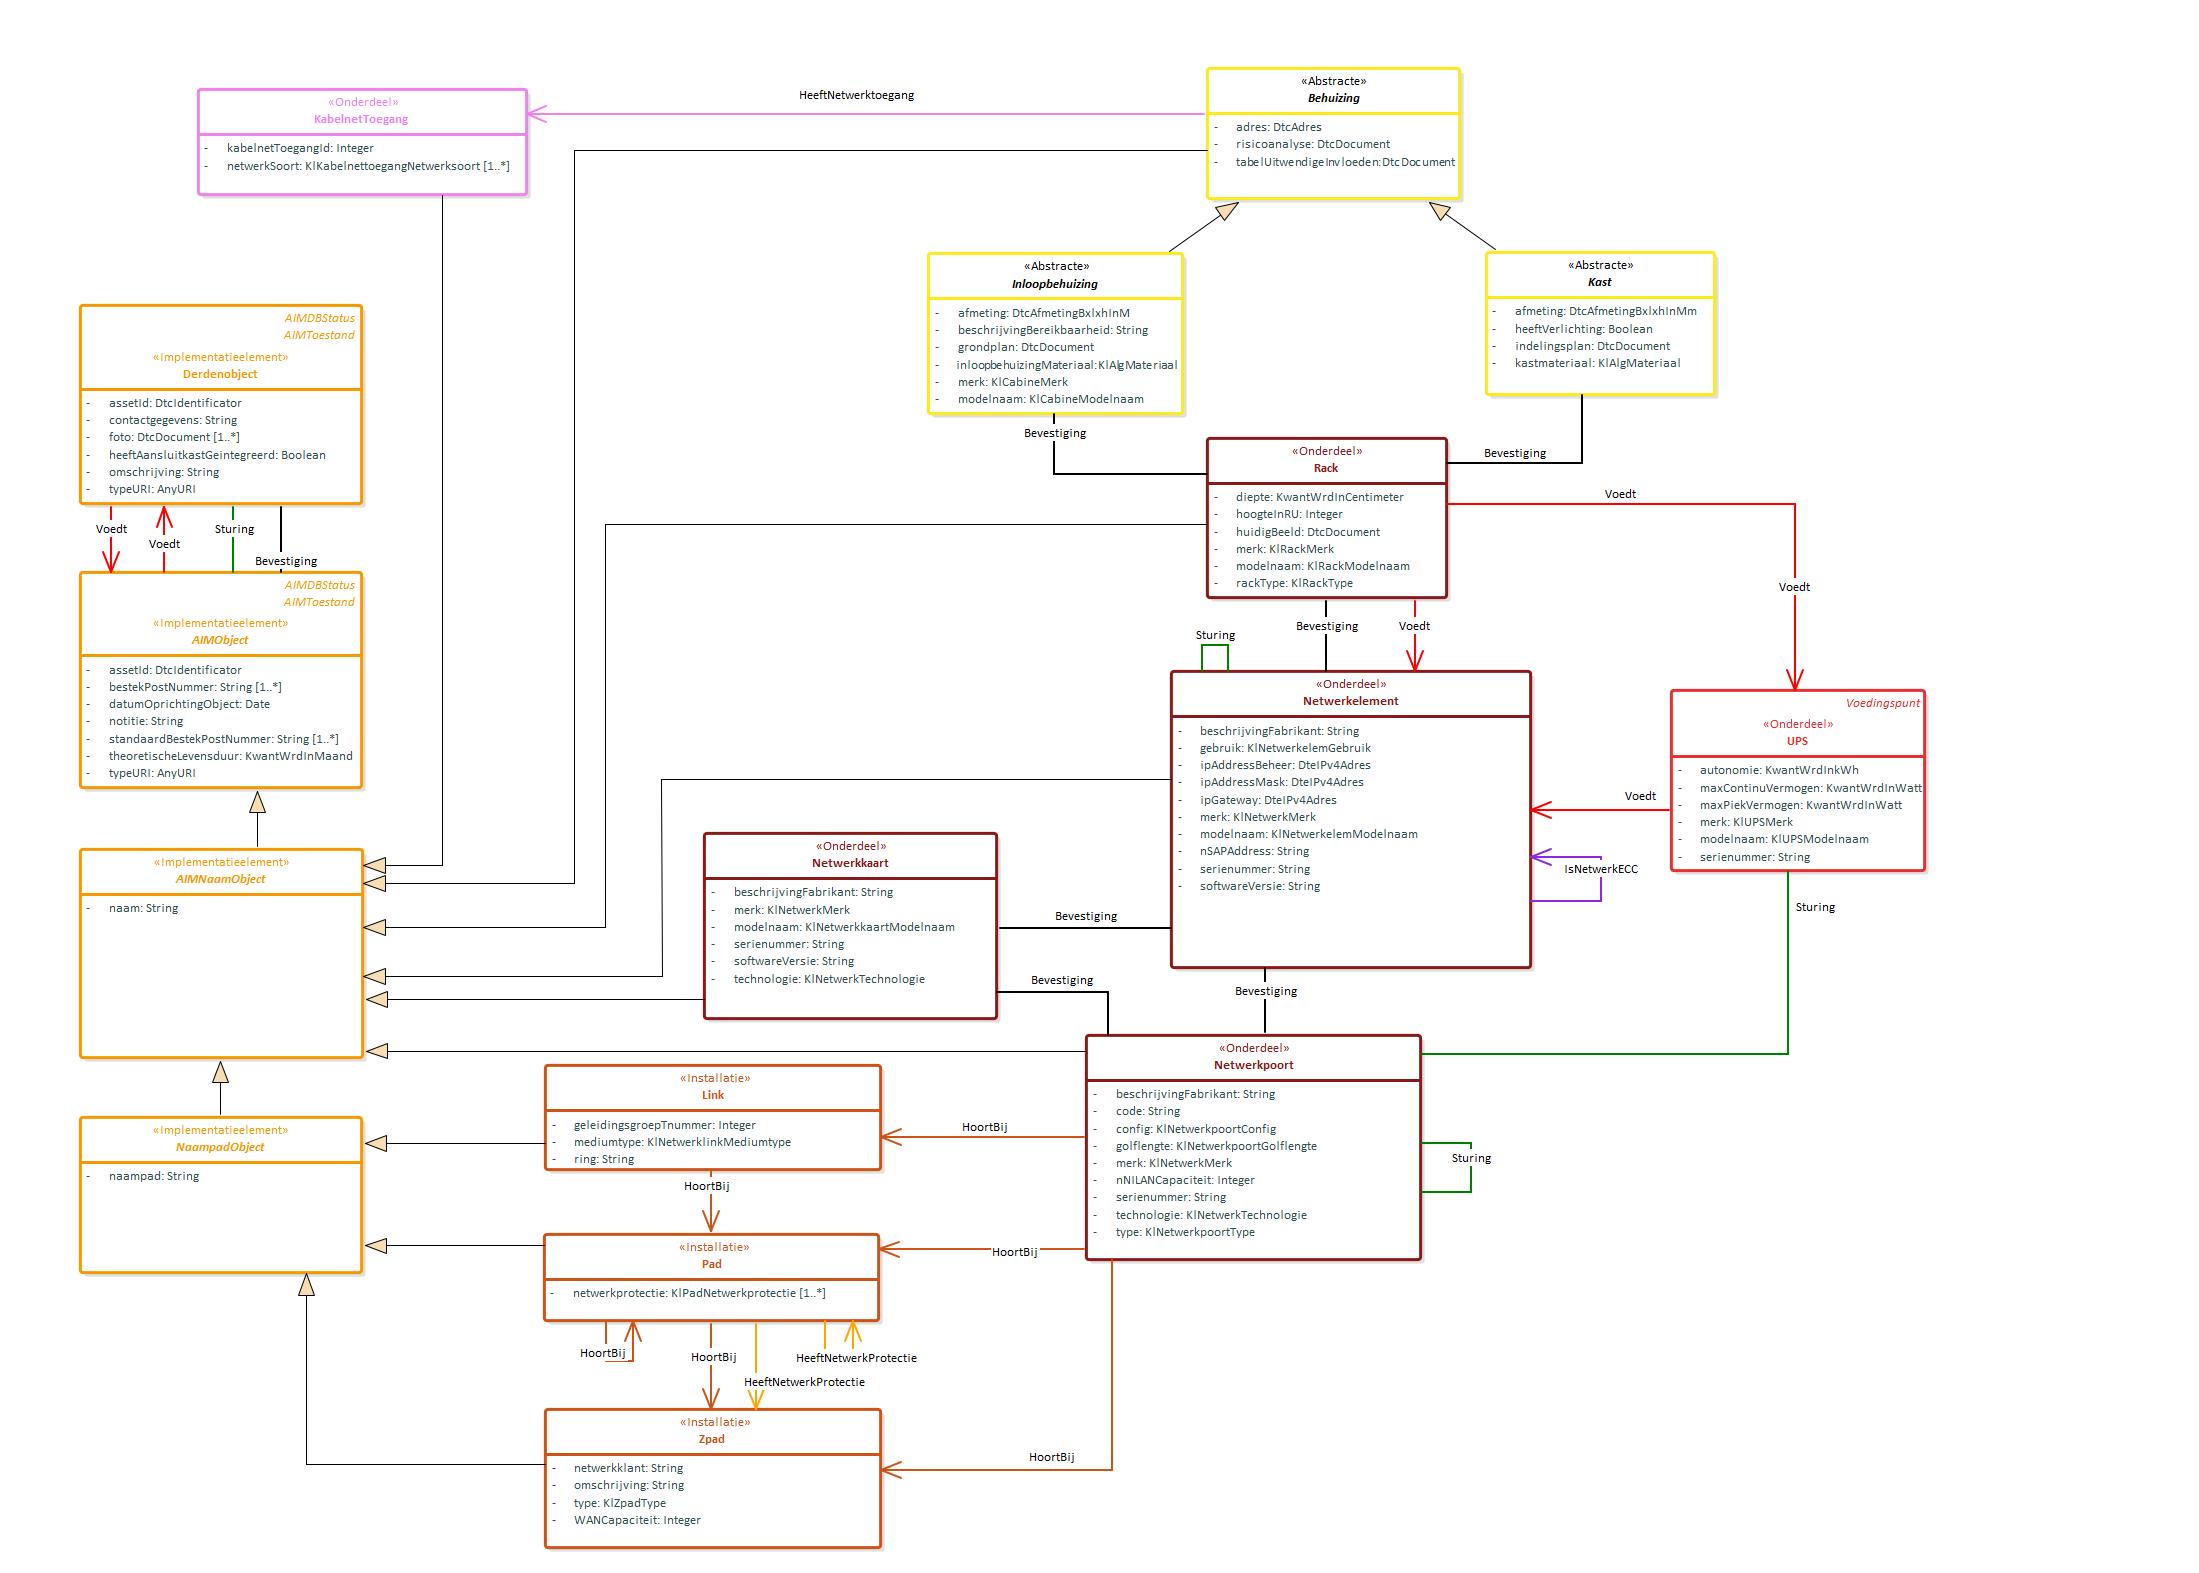 «Onderdeel»
KabelnetToegang
- kabelnetToegangId: Integer
- netwerkSoort: KlKabelnettoegangNetwerksoort [1..*]
HeeftNetwerktoegang
«Abstracte»
Behuizing
- adres: DtcAdres
- risicoanalyse: DtcDocument
- tabelUitwendigeInvloeden:DtcDocument
«Abstracte»
Inloopbehuizing
- afmeting: DtcAfmetingBxlxhInM
- beschrijvingBereikbaarheid: String
- grondplan: DtcDocument
- inloopbehuizingMateriaal:KlAlgMateriaal
- merk: KlCabineMerk
- modelnaam: KlCabineModelnaam
«Abstracte»
Kast
- afmeting: DtcAfmetingBxlxhInMm
- heeftVerlichting: Boolean
- indelingsplan: DtcDocument
- kastmateriaal: KlAlgMateriaal
AIMDBStatus
AIMToestand
«Implementatieelement»
Derdenobject
- assetId: DtcIdentificator
- contactgegevens: String
- foto: DtcDocument [1..*]
- heeftAansluitkastGeintegreerd: Boolean
- omschrijving: String
- typeURI: AnyURI
Voedt
Voedt
Sturing
Bevestiging
AIMDBStatus
AIMToestand
«Implementatieelement»
AIMObject
- assetId: DtcIdentificator
- bestekPostNummer: String [1..*]
- datumOprichtingObject: Date
- notitie: String
- standaardBestekPostNummer: String [1..*]
- theoretischeLevensduur: KwantWrdInMaand
- typeURI: AnyURI
Bevestiging
Bevestiging
«Onderdeel»
Rack
- diepte: KwantWrdInCentimeter
- hoogteInRU: Integer
- huidigBeeld: DtcDocument
- merk: KlRackMerk
- modelnaam: KlRackModelnaam
- rackType: KlRackType
Voedt
Voedt
Bevestiging
Voedt
Sturing
«Onderdeel»
Netwerkelement
- beschrijvingFabrikant: String
- gebruik: KlNetwerkelemGebruik
- ipAddressBeheer: DteIPv4Adres
- ipAddressMask: DteIPv4Adres
- ipGateway: DteIPv4Adres
- merk: KlNetwerkMerk
- modelnaam: KlNetwerkelemModelnaam
- nSAPAddress: String
- serienummer: String
- softwareVersie: String
Voedingspunt
«Onderdeel»
UPS
- autonomie: KwantWrdInkWh
- maxContinuVermogen: KwantWrdInWatt
- maxPiekVermogen: KwantWrdInWatt
- merk: KlUPSMerk
- modelnaam: KlUPSModelnaam
- serienummer: String
Voedt
IsNetwerkECC
Sturing
«Implementatieelement»
AIMNaamObject
- naam: String
«Onderdeel»
Netwerkkaart
- beschrijvingFabrikant: String
- merk: KlNetwerkMerk
- modelnaam: KlNetwerkkaartModelnaam
- serienummer: String
- softwareVersie: String
- technologie: KlNetwerkTechnologie
Bevestiging
Bevestiging
Bevestiging
«Onderdeel»
Netwerkpoort
- beschrijvingFabrikant: String
- code: String
- config: KlNetwerkpoortConfig
- golflengte: KlNetwerkpoortGolflengte
- merk: KlNetwerkMerk
- nNILANCapaciteit: Integer
- serienummer: String
- technologie: KlNetwerkTechnologie
- type: KlNetwerkpoortType
Sturing
«Installatie»
Link
- geleidingsgroepTnummer: Integer
- mediumtype: KlNetwerklinkMediumtype
- ring: String
HoortBij
HoortBij
«Implementatieelement»
NaampadObject
- naampad: String
«Installatie»
Pad
- netwerkprotectie: KlPadNetwerkprotectie [1..*]
HoortBij
HoortBij
HoortBij
HeeftNetwerkProtectie
HeeftNetwerkProtectie
«Installatie»
Zpad
- netwerkklant: String
- omschrijving: String
- type: KlZpadType
- WANCapaciteit: Integer
HoortBij